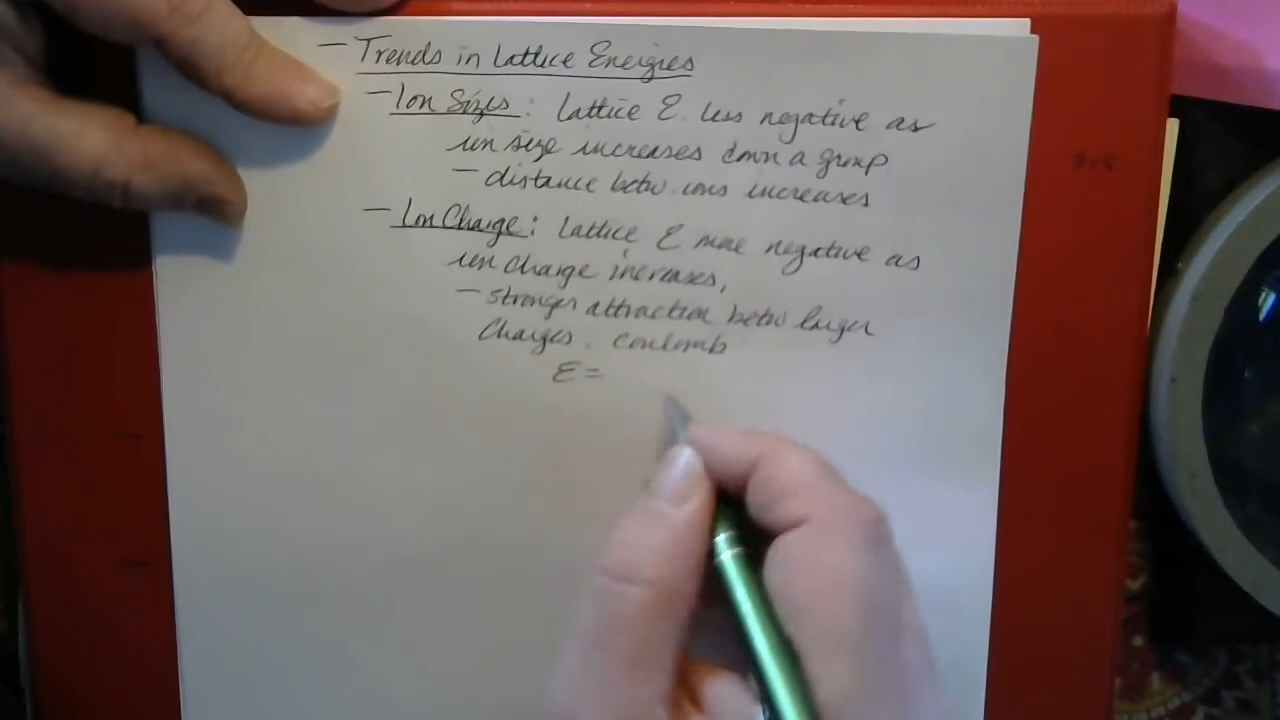 — Trends in Lattice Energies
— Ion Sizes : Lattice E less negative as
ion size increases down a group
— distance betw ions increases
— Ion Charge : Lattice E more negative as
ion charge increases,
— stronger attraction betw larger
Charges. Coulomb
E =